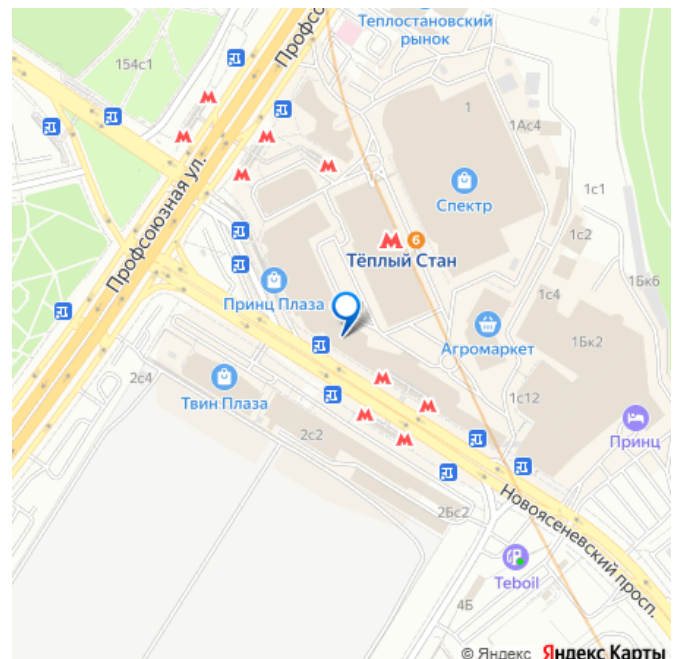 Теплостановский
рынок
Профсоюзная
154с1
1
1Ас4
Спектр
1с1
Профсоюзная ул.
М
6
Тёплый Стан
1с2
1Бк6
Принц Плаза
1с4
Агромаркет
1Бк2
2с4
Твин Плаза
1с12
2с2
Принц
2Бс2
Новоясеневский просп.
Teboil
4Б
© Яндекс Яндекс Карты